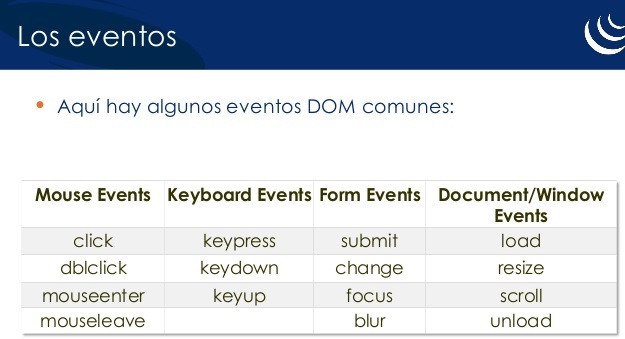 Los eventos
Aquí hay algunos eventos DOM comunes:
Mouse Events Keyboard Events Form Events Document/Window
Events
click keypress submit load
dblclick keydown change resize
mouseenter keyup focus scroll
mouseleave blur unload